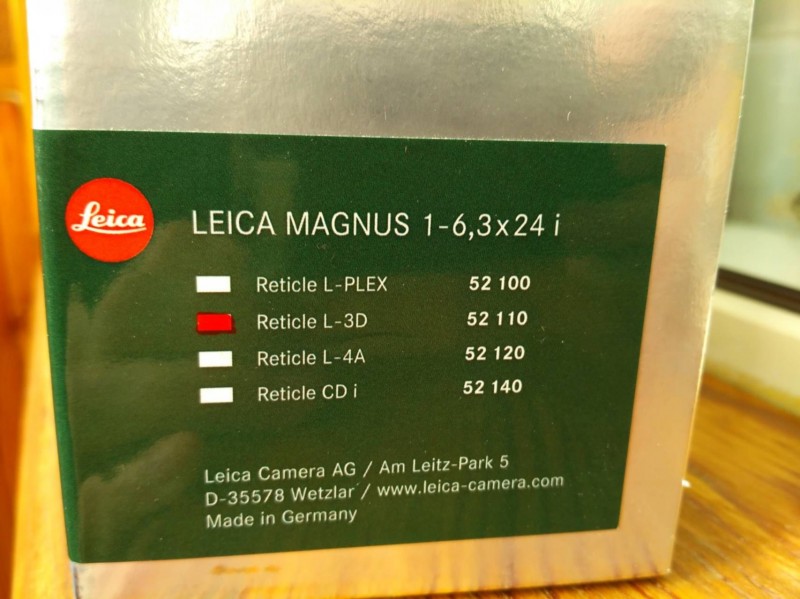 Leica
LEICA MAGNUS 1-6,3x24 i
Reticle L-PLEX 52 100
Reticle L-3D 52 110
Reticle L-4A 52 120
Reticle CD i 52 140
Leica Camera AG / Am Leitz-Park 5
D-35578 Wetzlar / www.leica-camera.com
Made in Germany